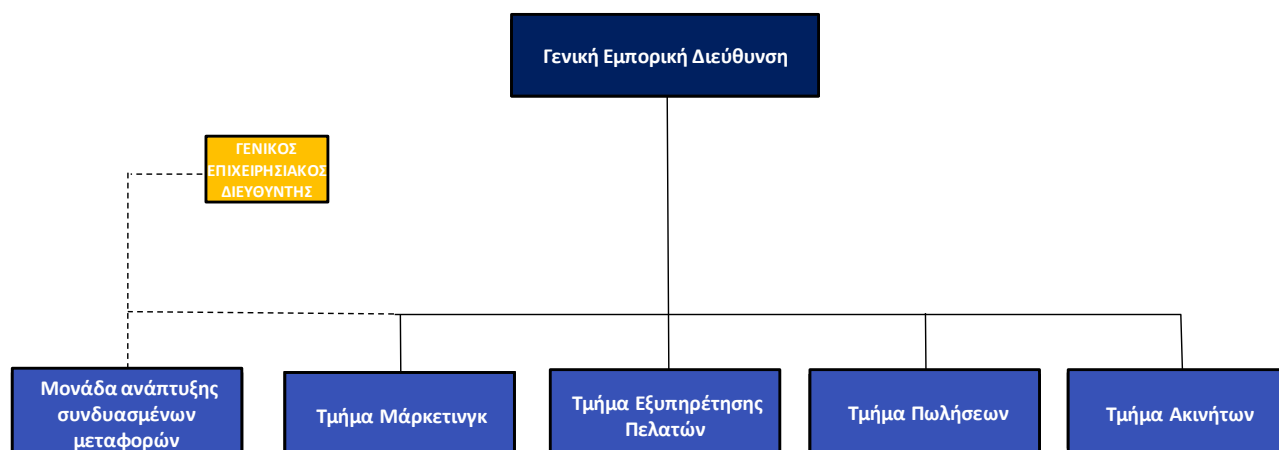 Γενική Εμπορική Διεύθυνση
ΓΕΝΙΚΟΣ
ΕΠΙΧΕΙΡΗΣΙΑΚΟΣ
ΔΙΕΥΘΥΝΤΗΣ
Μονάδα ανάπτυξης
συνδυασμένων
μεταφορών
Τμήμα Μάρκετινγκ
Τμήμα Εξυπηρέτησης
Πελατών
Τμήμα Πωλήσεων
Τμήμα Ακινήτων